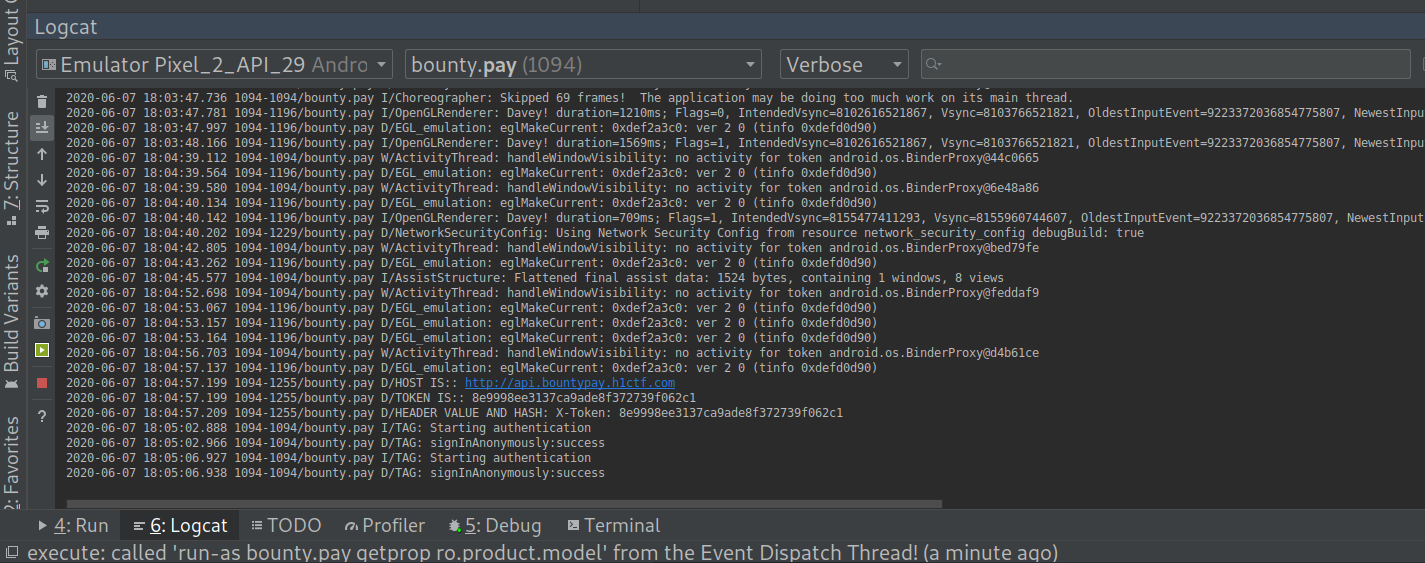 Layout C
Logcat
Emulator Pixel_2_API_29 Andro
bounty.pay (1094)
Verbose
2020-06-07 18:03:47.736 1094-1094/bounty.pay I/Choreographer: Skipped 69 frames!  The application may be doing too much work on its main thread.
2020-06-07 18:03:47.781 1094-1196/bounty.pay I/OpenGLRenderer: Davey! duration=1210ms; Flags=0, IntendedVsync=8102616521867, Vsync=8103766521821, OldestInputEvent=9223372036854775807, NewestInpu
2020-06-07 18:03:47.997 1094-1196/bounty.pay D/EGL_emulation: eglMakeCurrent: 0xdef2a3c0: ver 2 0 (tinfo 0xdefd0d90)
2020-06-07 18:03:48.166 1094-1196/bounty.pay I/OpenGLRenderer: Davey! duration=1569ms; Flags=1, IntendedVsync=8102616521867, Vsync=8103766521821, OldestInputEvent=9223372036854775807, NewestInpu
2020-06-07 18:04:39.112 1094-1094/bounty.pay W/ActivityThread: handleWindowVisibility: no activity for token android.os.BinderProxy@44c0665
2020-06-07 18:04:39.564 1094-1196/bounty.pay D/EGL_emulation: eglMakeCurrent: 0xdef2a3c0: ver 2 0 (tinfo 0xdefd0d90)
2020-06-07 18:04:39.580 1094-1094/bounty.pay W/ActivityThread: handleWindowVisibility: no activity for token android.os.BinderProxy@6e48a86
2020-06-07 18:04:40.134 1094-1196/bounty.pay D/EGL_emulation: eglMakeCurrent: 0xdef2a3c0: ver 2 0 (tinfo 0xdefd0d90)
2020-06-07 18:04:40.142 1094-1196/bounty.pay I/OpenGLRenderer: Davey! duration=709ms; Flags=1, IntendedVsync=8155477411293, Vsync=8155960744607, OldestInputEvent=9223372036854775807, NewestInput
2020-06-07 18:04:40.202 1094-1229/bounty.pay D/NetworkSecurityConfig: Using Network Security Config from resource network_security_config debugBuild: true
2020-06-07 18:04:42.805 1094-1094/bounty.pay W/ActivityThread: handleWindowVisibility: no activity for token android.os.BinderProxy@bed79fe
2020-06-07 18:04:43.262 1094-1196/bounty.pay D/EGL_emulation: eglMakeCurrent: 0xdef2a3c0: ver 2 0 (tinfo 0xdefd0d90)
2020-06-07 18:04:45.577 1094-1094/bounty.pay I/AssistStructure: Flattened final assist data: 1524 bytes, containing 1 windows, 8 views
2020-06-07 18:04:52.698 1094-1094/bounty.pay W/ActivityThread: handleWindowVisibility: no activity for token android.os.BinderProxy@feddaf9
2020-06-07 18:04:53.067 1094-1196/bounty.pay D/EGL_emulation: eglMakeCurrent: 0xdef2a3c0: ver 2 0 (tinfo 0xdefd0d90)
2020-06-07 18:04:53.157 1094-1196/bounty.pay D/EGL_emulation: eglMakeCurrent: 0xdef2a3c0: ver 2 0 (tinfo 0xdefd0d90)
2020-06-07 18:04:53.164 1094-1196/bounty.pay D/EGL_emulation: eglMakeCurrent: 0xdef2a3c0: ver 2 0 (tinfo 0xdefd0d90)
2020-06-07 18:04:56.703 1094-1094/bounty.pay W/ActivityThread: handleWindowVisibility: no activity for token android.os.BinderProxy@d4b61ce
2020-06-07 18:04:57.137 1094-1196/bounty.pay D/EGL_emulation: eglMakeCurrent: 0xdef2a3c0: ver 2 0 (tinfo 0xdefd0d90)
2020-06-07 18:04:57.199 1094-1255/bounty.pay D/HOST IS:: http://api.bountypay.h1ctf.com
2020-06-07 18:04:57.199 1094-1255/bounty.pay D/TOKEN IS:: 8e9998ee3137ca9ade8f372739f062c1
2020-06-07 18:04:57.209 1094-1255/bounty.pay D/HEADER VALUE AND HASH: X-Token: 8e9998ee3137ca9ade8f372739f062c1
2020-06-07 18:05:02.888 1094-1094/bounty.pay I/TAG: Starting authentication
2020-06-07 18:05:02.966 1094-1094/bounty.pay D/TAG: signInAnonymously:success
2020-06-07 18:05:06.927 1094-1094/bounty.pay I/TAG: Starting authentication
2020-06-07 18:05:06.938 1094-1094/bounty.pay D/TAG: signInAnonymously:success
7: Structure
Build Variants
2: Favorites
4: Run
6: Logcat
TODO
Profiler
5: Debug
Terminal
execute: called 'run-as bounty.pay getprop ro.product.model' from the Event Dispatch Thread! (a minute ago)